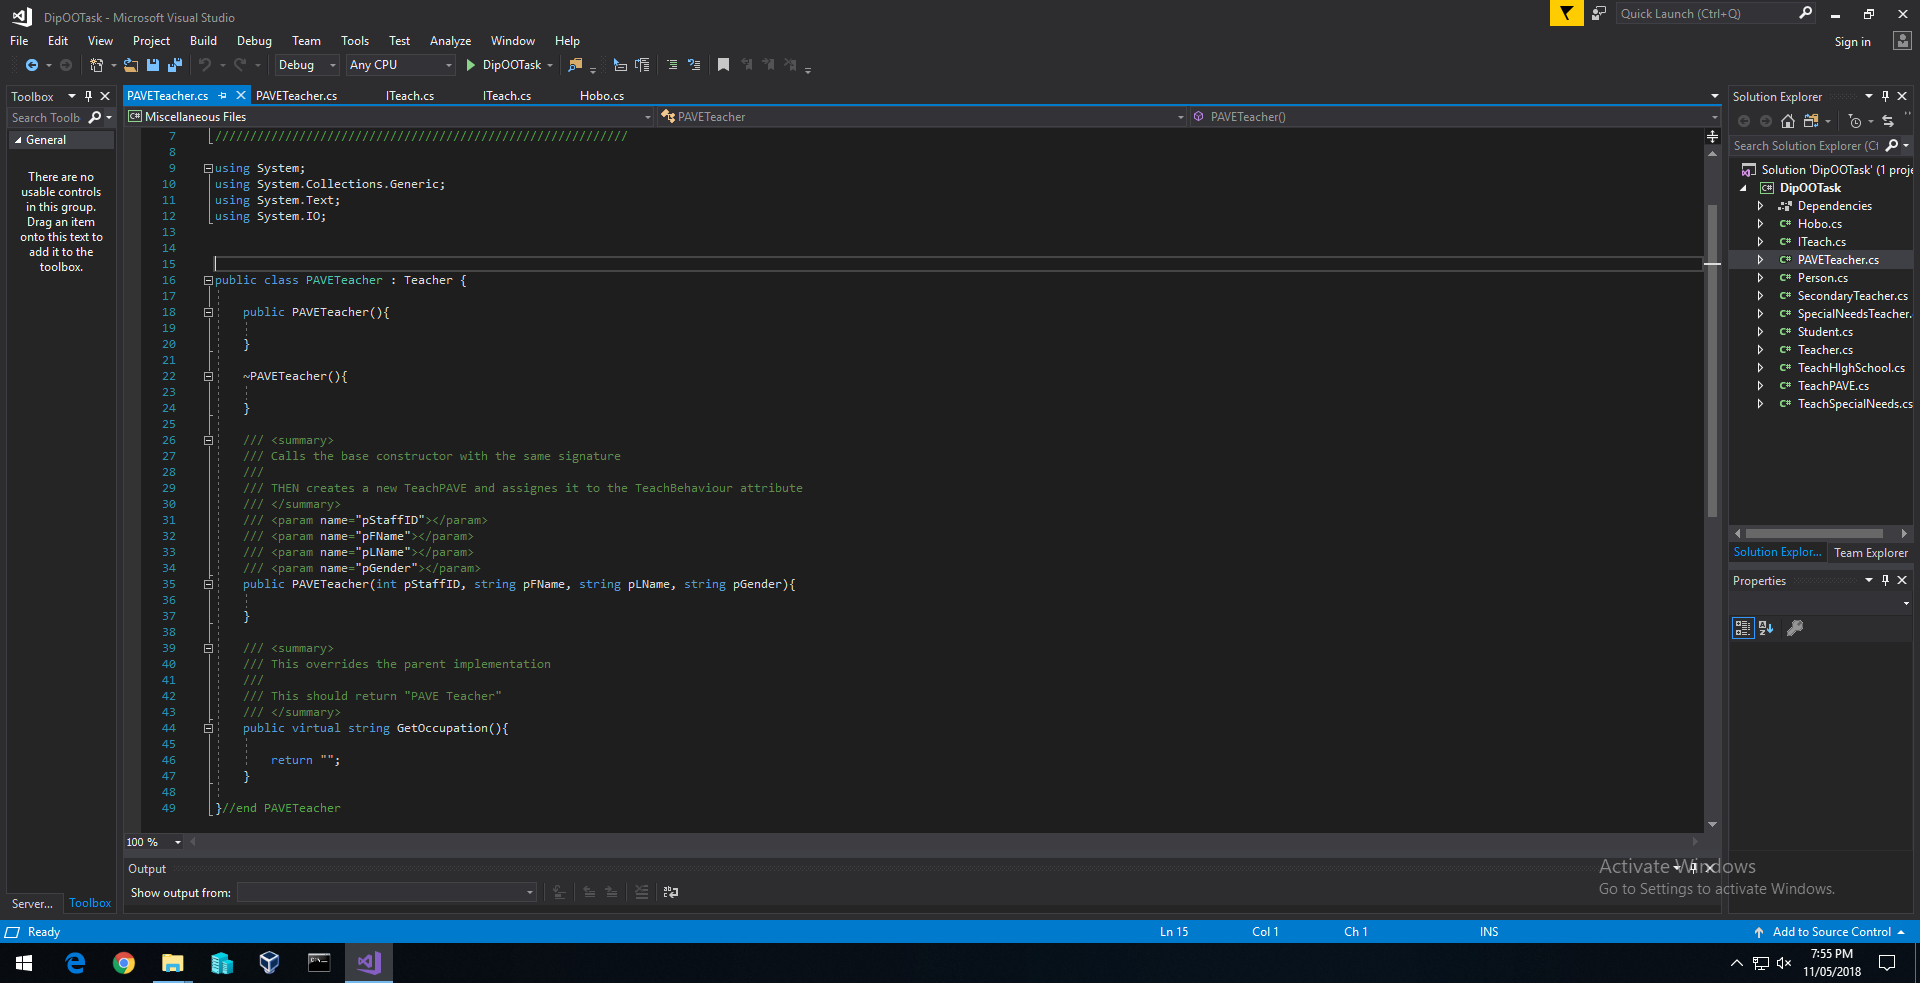 DipOOTask - Microsoft Visual Studio
Quick Launch (Ctrl+Q)
File Edit View Project Build Debug Team Tools Test Analyze Window Help
Sign in
Debug Any CPU DipOOTask
Toolbox
Search Toolb
General
There are no
usable controls
in this group.
Drag an item
onto this text to
add it to the
toolbox.
Server... Toolbox
PAVETeacher.cs PAVETeacher.cs ITeach.cs ITeach.cs Hobo.cs
C# Miscellaneous Files PAVETeacher PAVETeacher()
7 ///////////////////////////////////////////////////////////
8
9 using System;
10 using System.Collections.Generic;
11 using System.Text;
12 using System.IO;
13
14
15
16 public class PAVETeacher : Teacher {
17
18 public PAVETeacher(){
19
20 }
21
22 ~PAVETeacher(){
23
24 }
25
26 /// <summary>
27 /// Calls the base constructor with the same signature
28 ///
29 /// THEN creates a new TeachPAVE and assignes it to the TeachBehaviour attribute
30 /// </summary>
31 /// <param name="pStaffID"></param>
32 /// <param name="pFName"></param>
33 /// <param name="pLName"></param>
34 /// <param name="pGender"></param>
35 public PAVETeacher(int pStaffID, string pFName, string pLName, string pGender){
36
37 }
38
39 /// <summary>
40 /// This overrides the parent implementation
41 ///
42 /// This should return "PAVE Teacher"
43 /// </summary>
44 public virtual string GetOccupation(){
45
46 return "";
47 }
48
49 }//end PAVETeacher
100 %
Output
Show output from:
Solution Explorer
Search Solution Explorer (Ct
Solution 'DipOOTask' (1 proje
C# DipOOTask
Dependencies
C# Hobo.cs
C# ITeach.cs
C# PAVETeacher.cs
C# Person.cs
C# SecondaryTeacher.cs
C# SpecialNeedsTeacher.
C# Student.cs
C# Teacher.cs
C# TeachHIghSchool.cs
C# TeachPAVE.cs
C# TeachSpecialNeeds.cs
Solution Explor... Team Explorer
Properties
Activate Windows
Go to Settings to activate Windows.
Ready Ln 15 Col 1 Ch 1 INS Add to Source Control
7:55 PM
11/05/2018